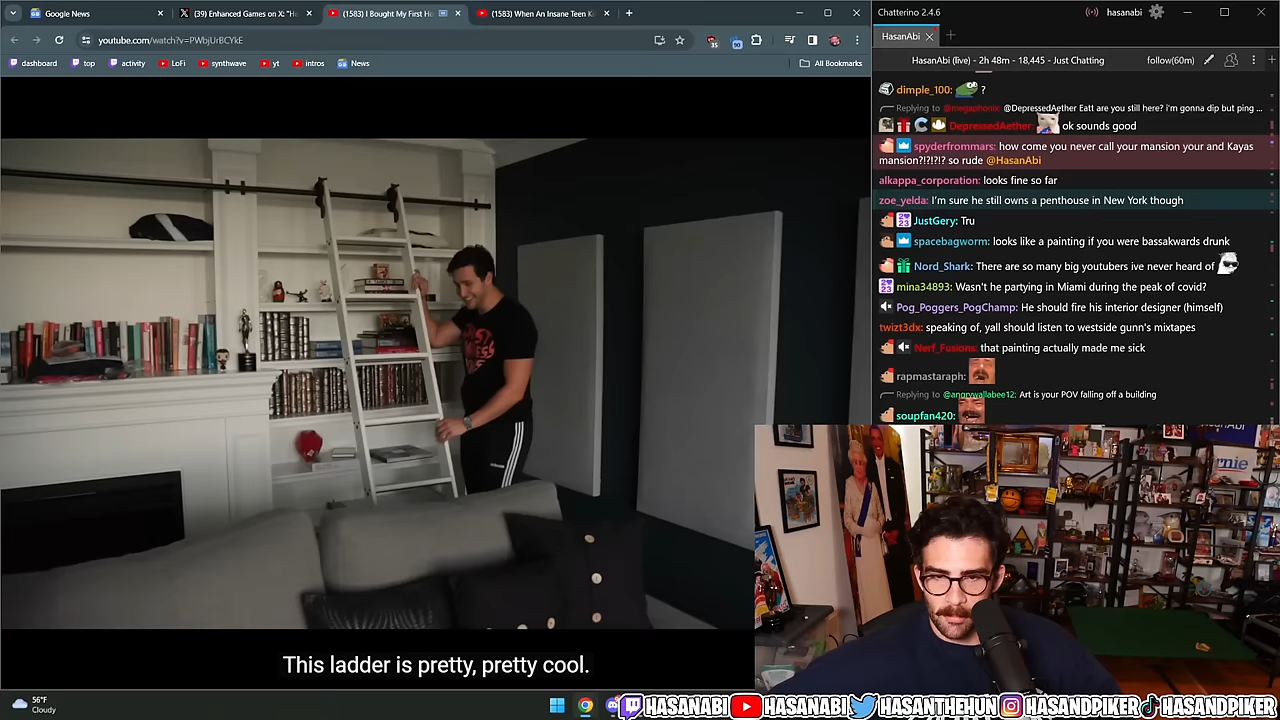 Google News
(39) Enhanced Games on X: "He
(1583) I Bought My First Ho
(1583) When An Insane Teen K
youtube.com/watch?v=PWbjUrBCYkE
dashboard
top
activity
LoFi
synthwave
yt
intros
News
All Bookmarks
This ladder is pretty, pretty cool.
Chatterino 2.4.6
hasanabi
HasanAbi
HasanAbi (live) - 2h 48m - 18,445 - Just Chatting
follow(60m)
dimple_100: ?
Replying to @megaphonix: @DepressedAether Eatt are you still here? i'm gonna dip but ping ...
DepressedAether: ok sounds good
spyderfrommars: how come you never call your mansion your and Kayas
mansion?!?!?!? so rude @HasanAbi
alkappa_corporation: looks fine so far
zoe_yelda: I'm sure he still owns a penthouse in New York though
JustGery: Tru
spacebagworm: looks like a painting if you were bassakwards drunk
Nord_Shark: There are so many big youtubers ive never heard of
mina34893: Wasn't he partying in Miami during the peak of covid?
Pog_Poggers_PogChamp: He should fire his interior designer (himself)
twizt3dx: speaking of, yall should listen to westside gunn's mixtapes
Nerf_Fusions: that painting actually made me sick
rapmastaraph:
Replying to @angrywallabee12: Art is your POV falling off a building
soupfan420:
56°F
Cloudy
HASANABI
HASANABI
HASANTHEHUN
HASANDPIKER
HASANDPIKER